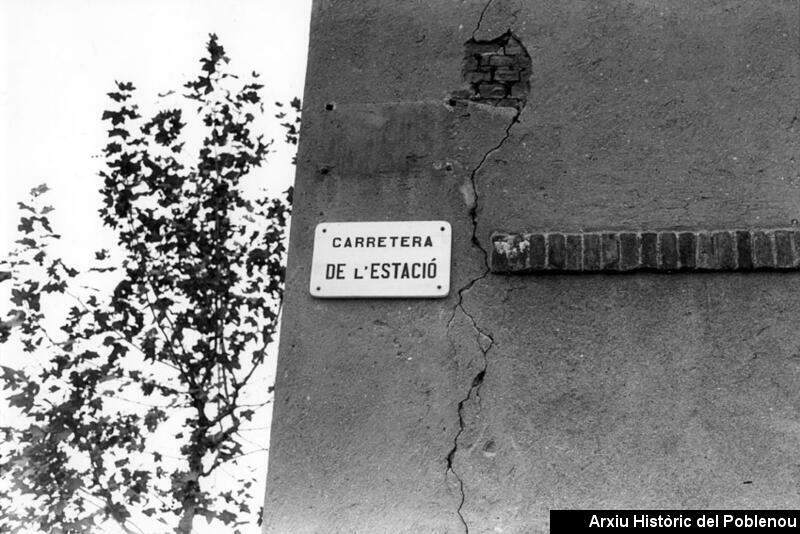 CARRETERA
DE L'ESTACIÓ
Arxiu Històric del Poblenou